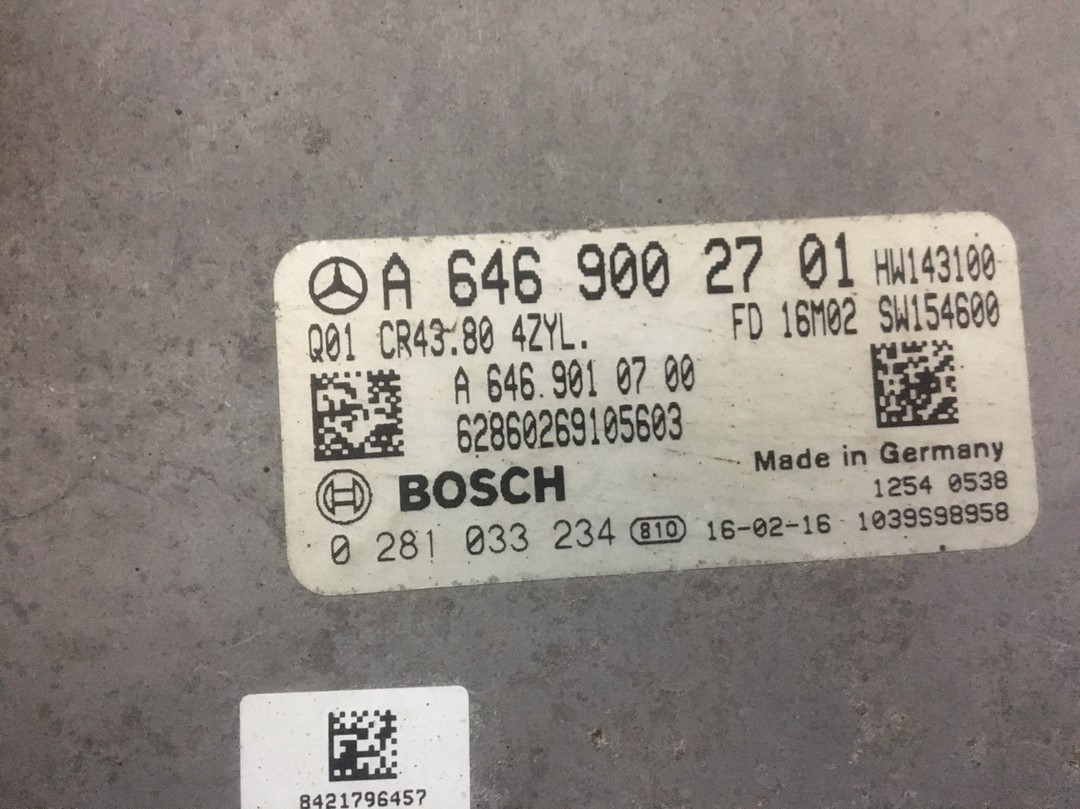 A 646 900 27 01 HW143100
Q01 CR43.80 4ZYL. FD 16M02 SW154600
A 646 901 07 00
62860269105603
Made in Germany
BOSCH 1254 0538
0 281 033 234 810 16-02-16 1039S98958
8421796457